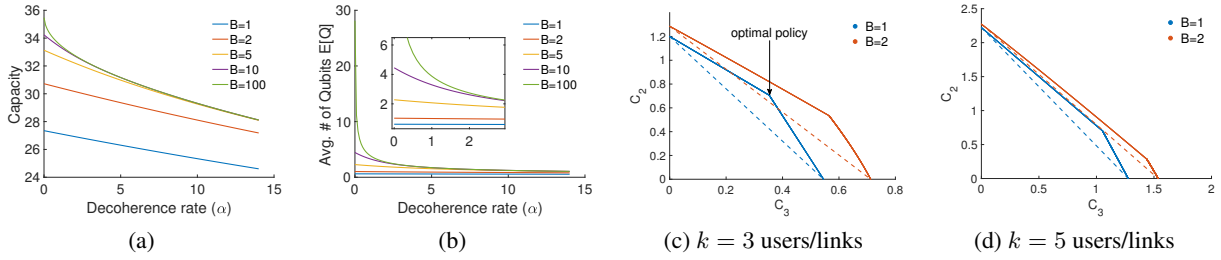 36
34
32
30
28
26
24
0
5
10
15
Capacity
Decoherence rate (α)
B=1
B=2
B=5
B=10
B=100
(a)
30
20
10
0
0
5
10
15
Avg. # of Qubits E[Q]
Decoherence rate (α)
6
4
2
0
1
2
B=1
B=2
B=5
B=10
B=100
(b)
1.2
1
0.8
0.6
0.4
0.2
0
0
0.2
0.4
0.6
0.8
C2
C3
optimal policy
B=1
B=2
(c) k = 3 users/links
2.5
2
1.5
1
0.5
0
0
0.5
1
1.5
2
C2
C3
B=1
B=2
(d) k = 5 users/links